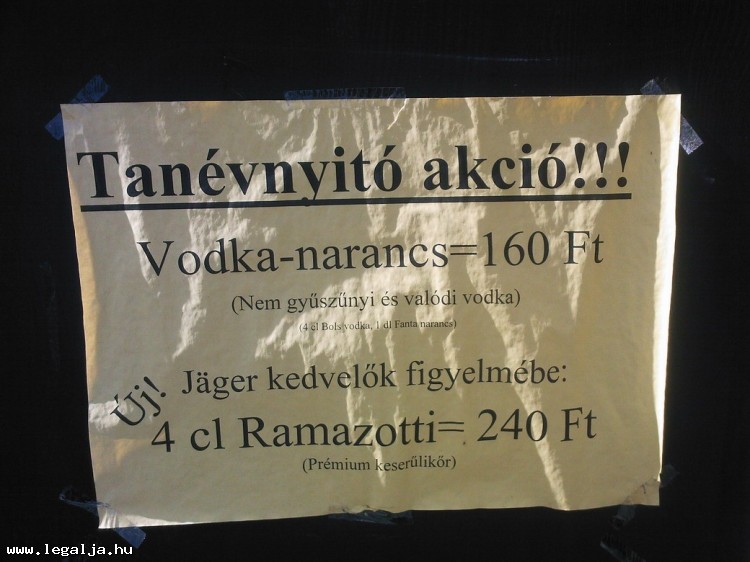 Tanévnyitó akció!!!
Vodka-narancs=160 Ft
(Nem gyűszűnyi és valódi vodka)
(4 cl Bols vodka, 1 dl Fanta narancs)
Új! Jäger kedvelők figyelmébe:
4 cl Ramazotti= 240 Ft
(Prémium keserűlikőr)
www.legalja.hu